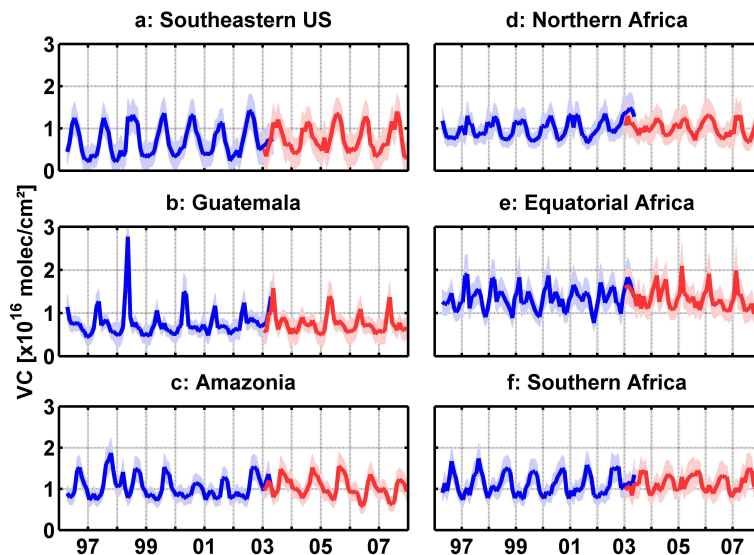 a: Southeastern US
d: Northern Africa
3
2
1
0
b: Guatemala
e: Equatorial Africa
3
2
1
0
VC [x10¹⁶ molec/cm²]
c: Amazonia
f: Southern Africa
3
2
1
0
97 99 01 03 05 07
97 99 01 03 05 07